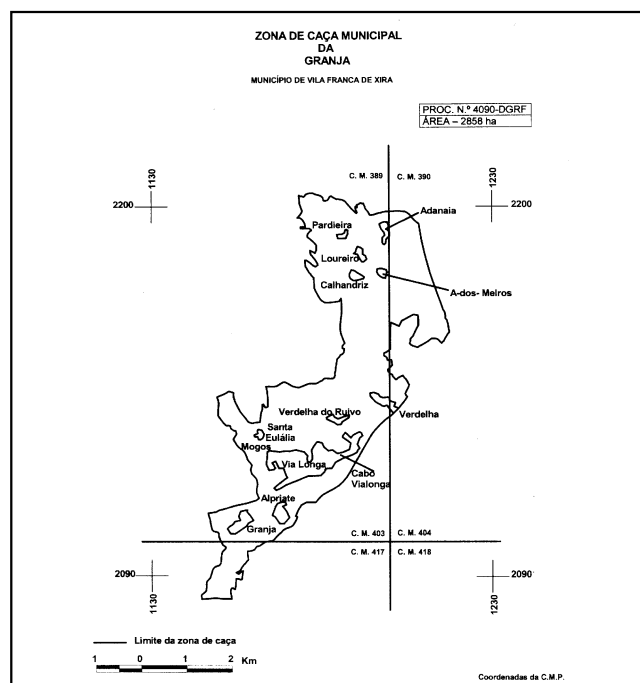 ZONA DE CAÇA MUNICIPAL
DA
GRANJA
MUNICÍPIO DE VILA FRANCA DE XIRA
PROC. N.º 4090-DGRF
ÁREA – 2858 ha
1130
C. M. 389
C. M. 390
1230
2200
2200
Adanaia
Pardieira
Loureiro
Calhandriz
A-dos- Melros
Verdelha do Ruivo
Verdelha
Santa
Eulália
Mogos
Via Longa
Cabo
Vialonga
Alpriate
Granja
C. M. 403
C. M. 404
C. M. 417
C. M. 418
2090
2090
1130
1230
Limite da zona de caça
1 0 1 2 Km
Coordenadas da C.M.P.